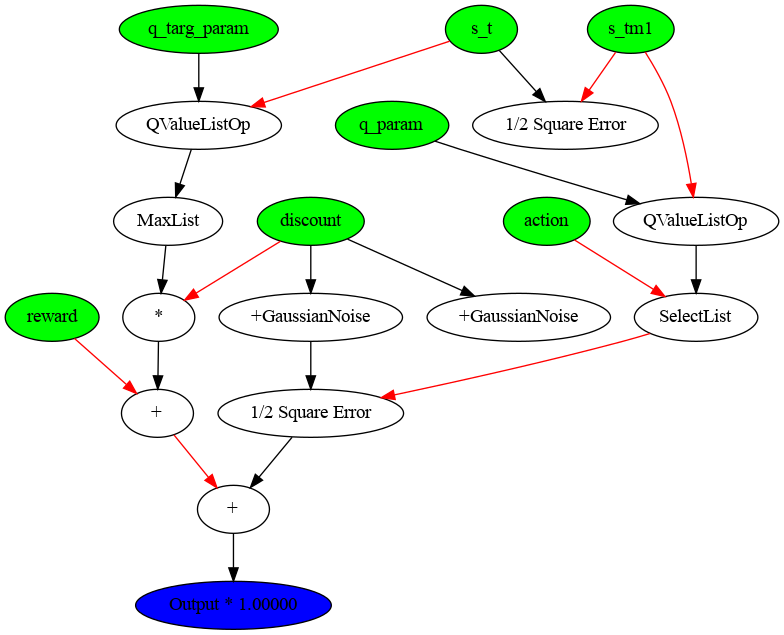 q_targ_param
s_t
s_tm1
QValueListOp
q_param
1/2 Square Error
MaxList
discount
action
QValueListOp
reward
*
+GaussianNoise
+GaussianNoise
SelectList
+
1/2 Square Error
+
Output * 1.00000